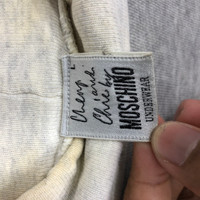 L
Cheap
and
Chic by
MOSCHINO
UNDERWEAR